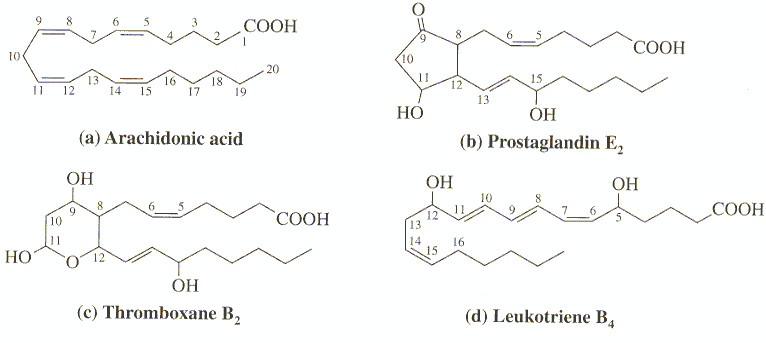 COOH
9 8 7 6 5 4 3 2 1
10
11 12 13 14 15 16 17 18 19 20
(a) Arachidonic acid
O
9 8 6 5
COOH
10
11 12 13 15
HO OH
(b) Prostaglandin E2
OH
9 8 6 5
COOH
10
11
HO O 12
OH
(c) Thromboxane B2
OH OH
12 11 10 9 8 7 6 5
COOH
13
14 15 16
(d) Leukotriene B4